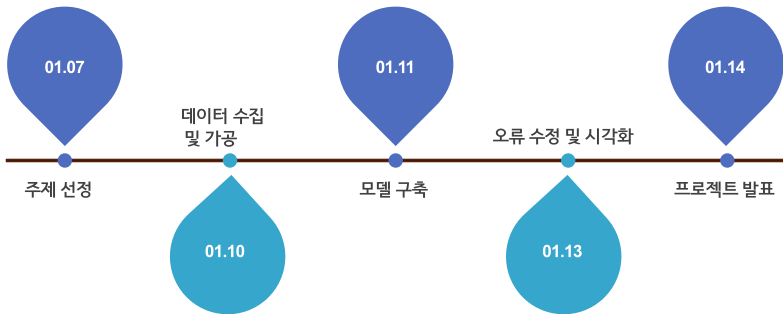 01.07
주제 선정
데이터 수집
및 가공
01.10
01.11
모델 구축
오류 수정 및 시각화
01.13
01.14
프로젝트 발표